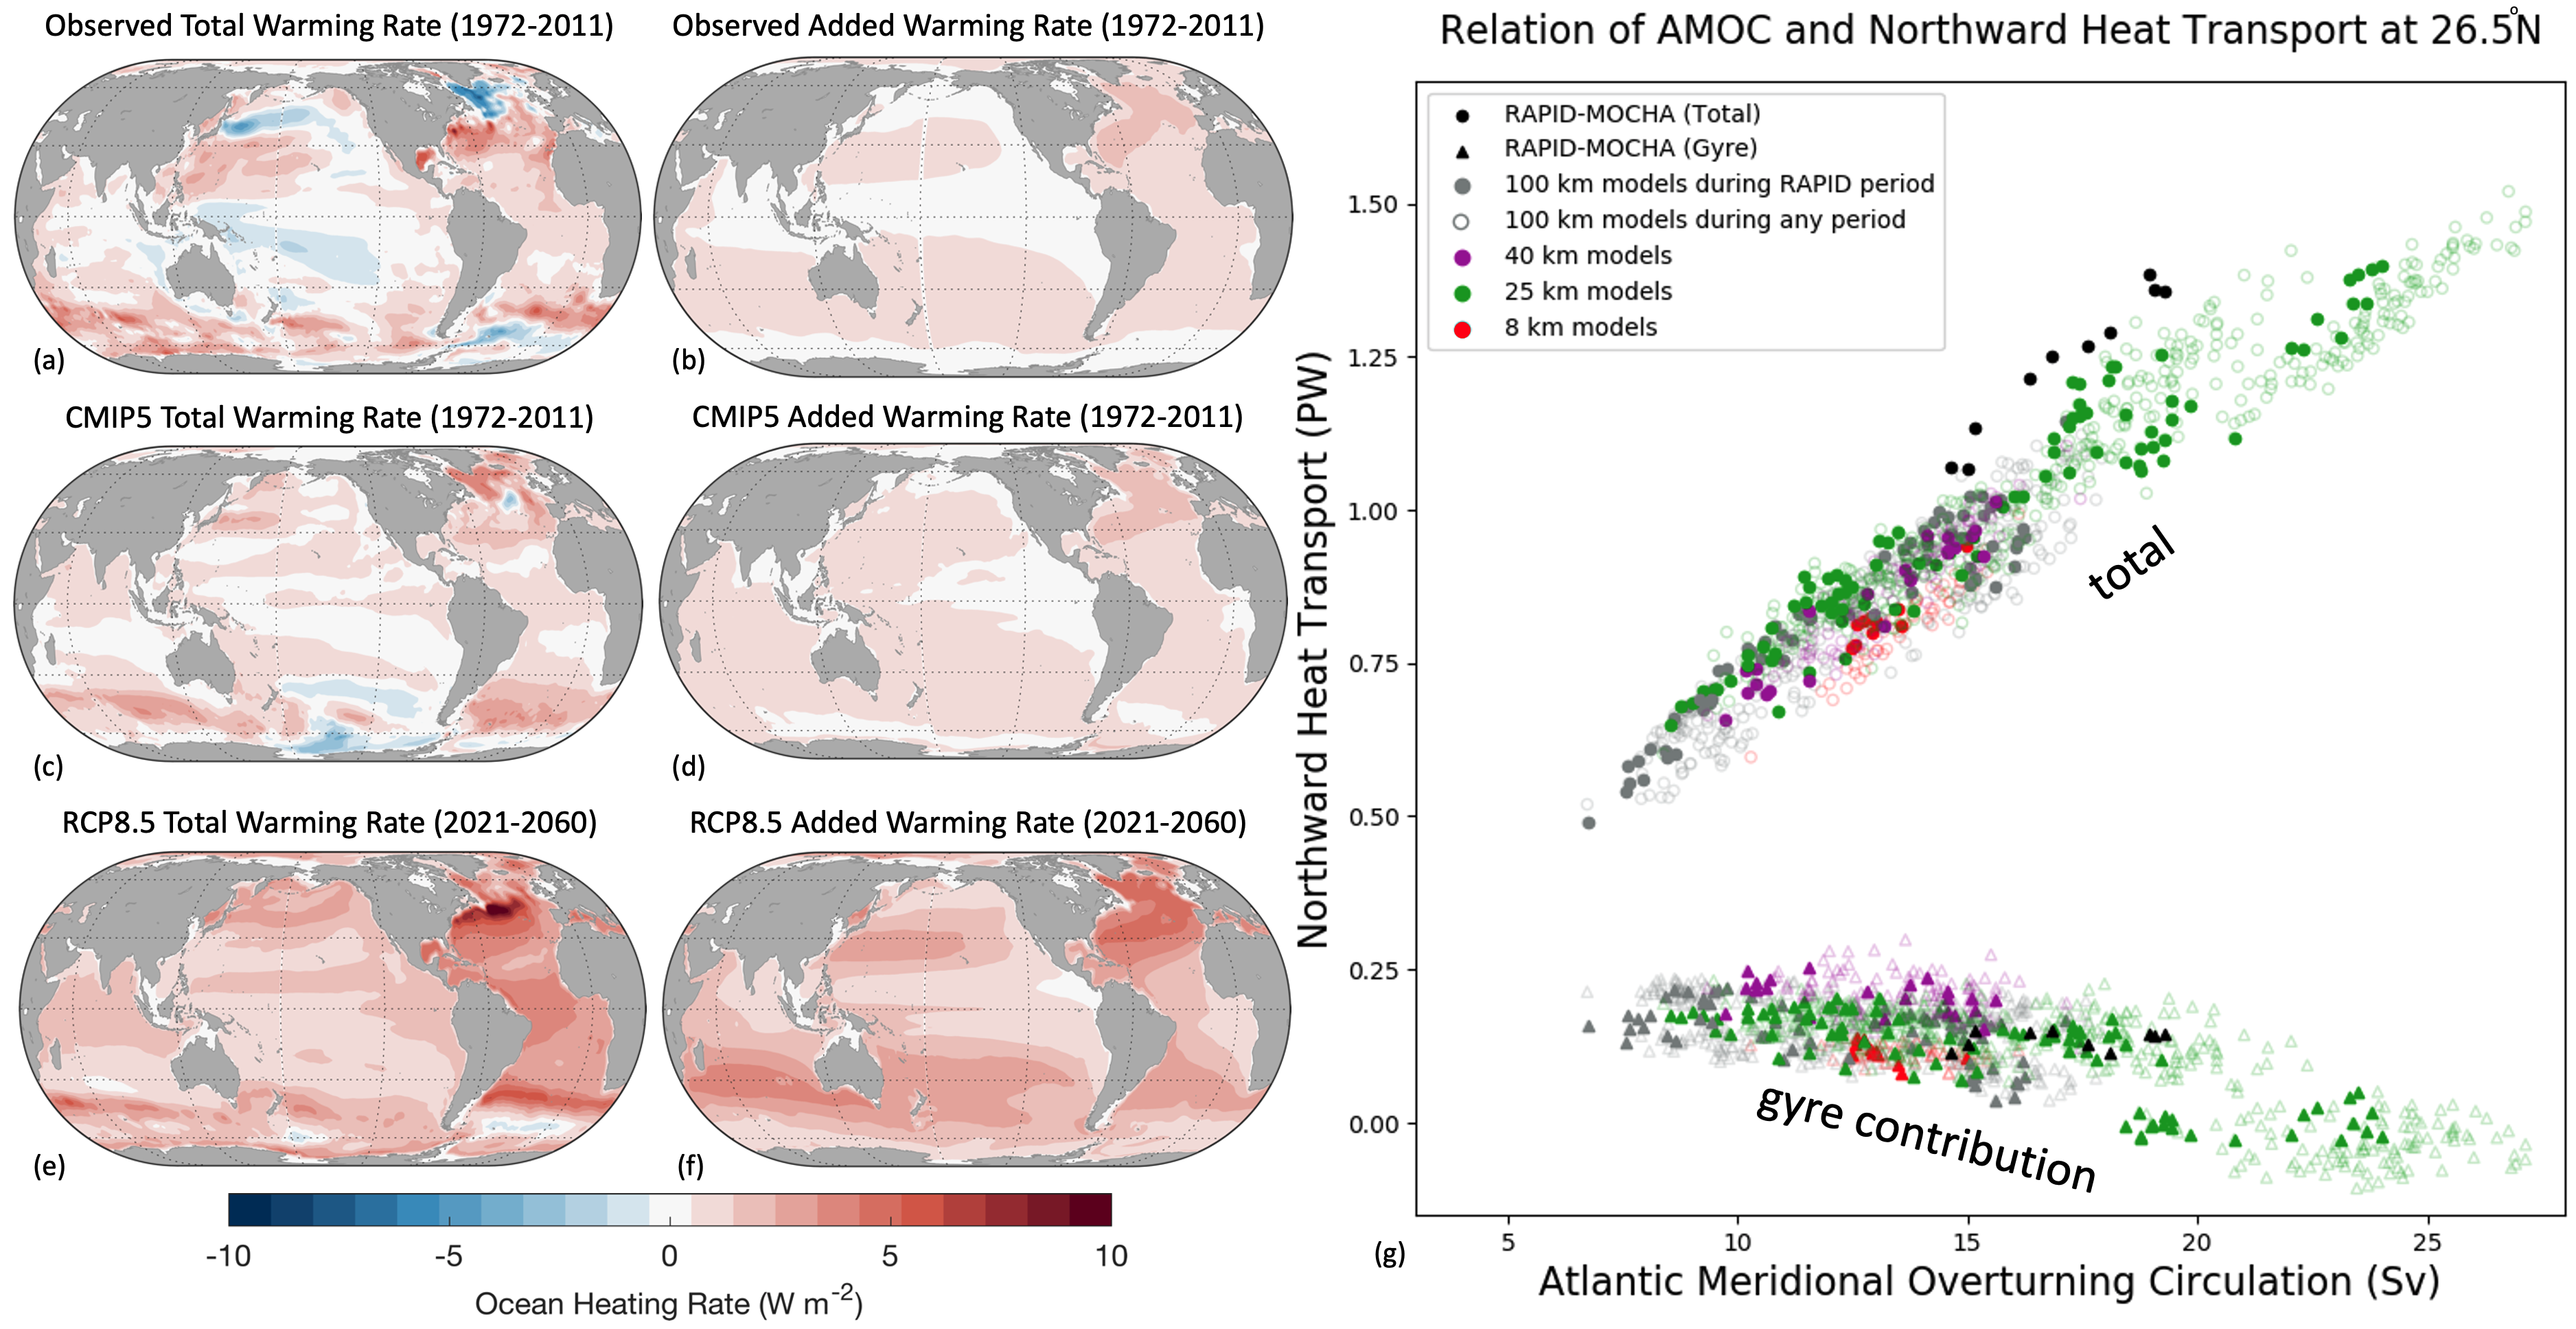 Observed Total Warming Rate (1972-2011)
Observed Added Warming Rate (1972-2011)
(a)
(b)
CMIP5 Total Warming Rate (1972-2011)
CMIP5 Added Warming Rate (1972-2011)
(c)
(d)
RCP8.5 Total Warming Rate (2021-2060)
RCP8.5 Added Warming Rate (2021-2060)
(e)
(f)
-10 -5 0 5 10
Ocean Heating Rate (W m-2)
Relation of AMOC and Northward Heat Transport at 26.5°N
RAPID-MOCHA (Total)
RAPID-MOCHA (Gyre)
100 km models during RAPID period
100 km models during any period
40 km models
25 km models
8 km models
Northward Heat Transport (PW)
1.50
1.25
1.00
0.75
0.50
0.25
0.00
total
gyre contribution
(g)
5 10 15 20 25
Atlantic Meridional Overturning Circulation (Sv)